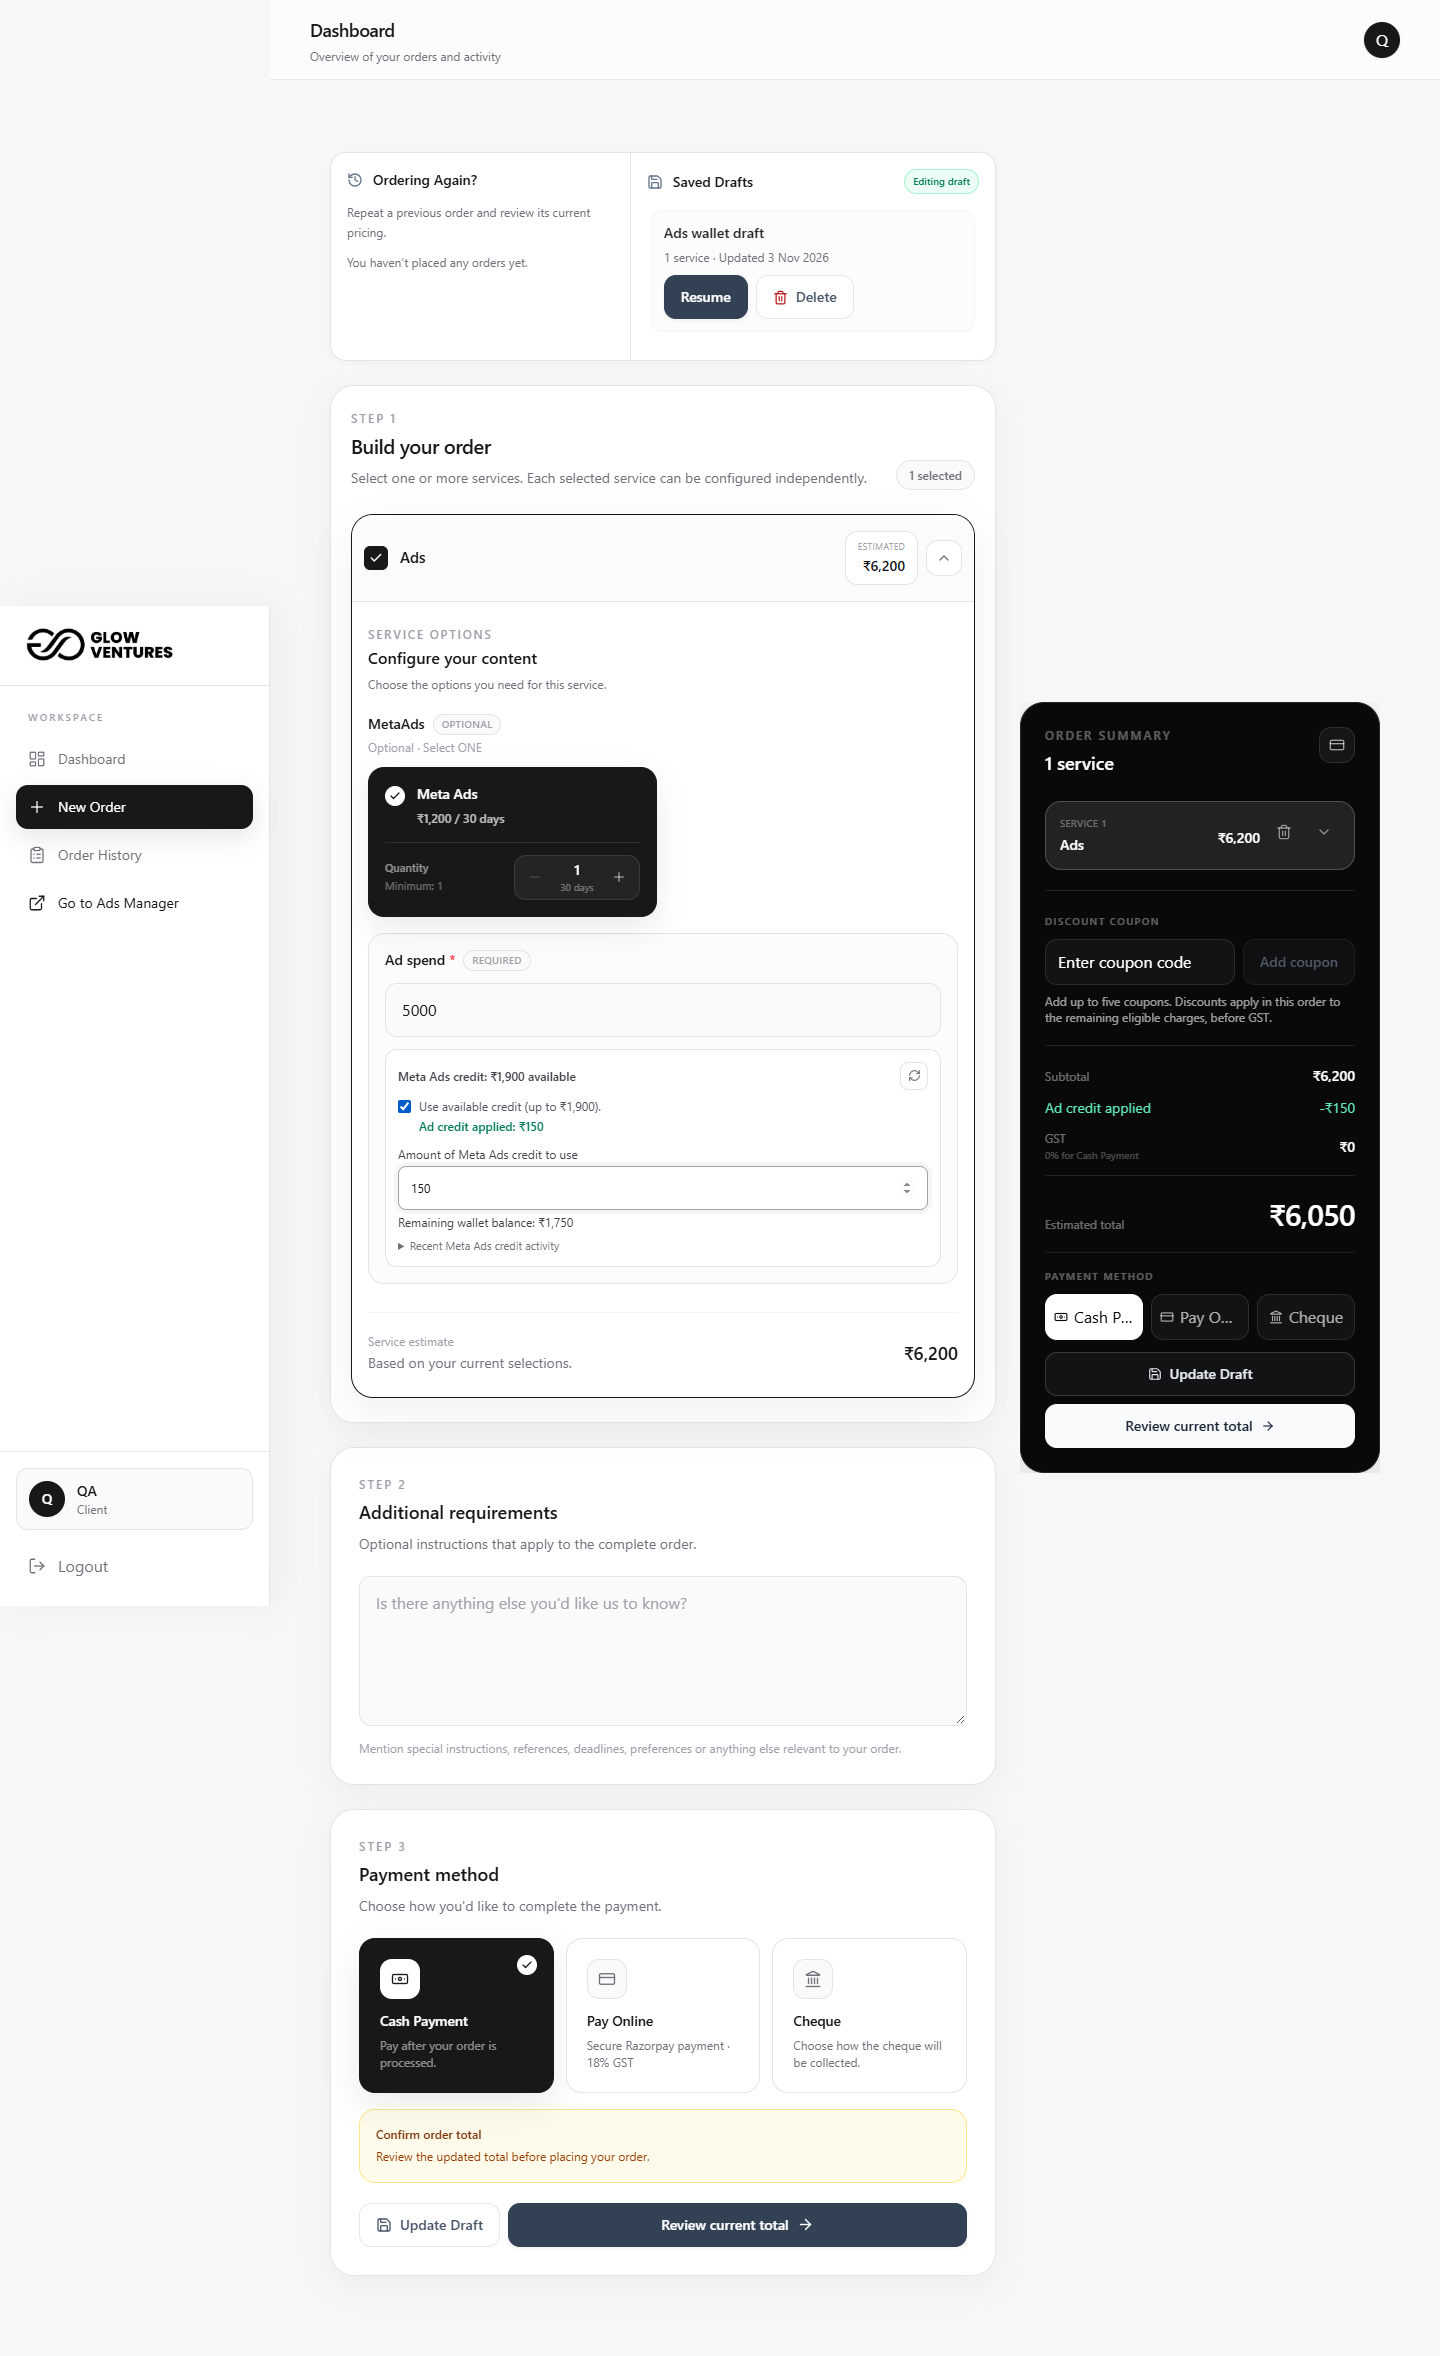 Dashboard
Overview of your orders and activity
Q
Ordering Again?
Repeat a previous order and review its current
pricing.
You haven't placed any orders yet.
Saved Drafts
Editing draft
Ads wallet draft
1 service · Updated 3 Nov 2026
Resume
Delete
STEP 1
Build your order
Select one or more services. Each selected service can be configured independently.
1 selected
Ads
ESTIMATED
₹6,200
SERVICE OPTIONS
Configure your content
Choose the options you need for this service.
MetaAds OPTIONAL
Optional · Select ONE
Meta Ads
₹1,200 / 30 days
Quantity
Minimum: 1
1
30 days
Ad spend * REQUIRED
5000
Meta Ads credit: ₹1,900 available
Use available credit (up to ₹1,900).
Ad credit applied: ₹150
Amount of Meta Ads credit to use
150
Remaining wallet balance: ₹1,750
Recent Meta Ads credit activity
Service estimate
Based on your current selections.
₹6,200
STEP 2
Additional requirements
Optional instructions that apply to the complete order.
Is there anything else you'd like us to know?
Mention special instructions, references, deadlines, preferences or anything else relevant to your order.
STEP 3
Payment method
Choose how you'd like to complete the payment.
Cash Payment
Pay after your order is
processed.
Pay Online
Secure Razorpay payment ·
18% GST
Cheque
Choose how the cheque will
be collected.
Confirm order total
Review the updated total before placing your order.
Update Draft
Review current total
GLOW
VENTURES
WORKSPACE
Dashboard
New Order
Order History
Go to Ads Manager
Q
QA
Client
Logout
ORDER SUMMARY
1 service
SERVICE 1
Ads
₹6,200
DISCOUNT COUPON
Enter coupon code
Add coupon
Add up to five coupons. Discounts apply in this order to
the remaining eligible charges, before GST.
Subtotal ₹6,200
Ad credit applied -₹150
GST
0% for Cash Payment
₹0
Estimated total ₹6,050
PAYMENT METHOD
Cash P...
Pay O...
Cheque
Update Draft
Review current total